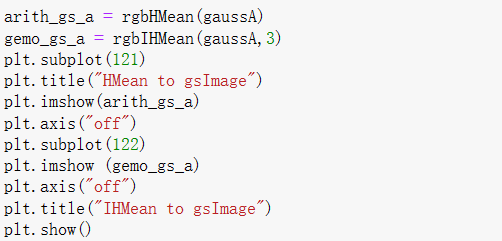 arith_gs_a = rgbHMean(gaussA)
gemo_gs_a = rgbIHMean(gaussA,3)
plt.subplot(121)
plt.title("HMean to gsImage")
plt.imshow(arith_gs_a)
plt.axis("off")
plt.subplot(122)
plt.imshow (gemo_gs_a)
plt.axis("off")
plt.title("IHMean to gsImage")
plt.show()